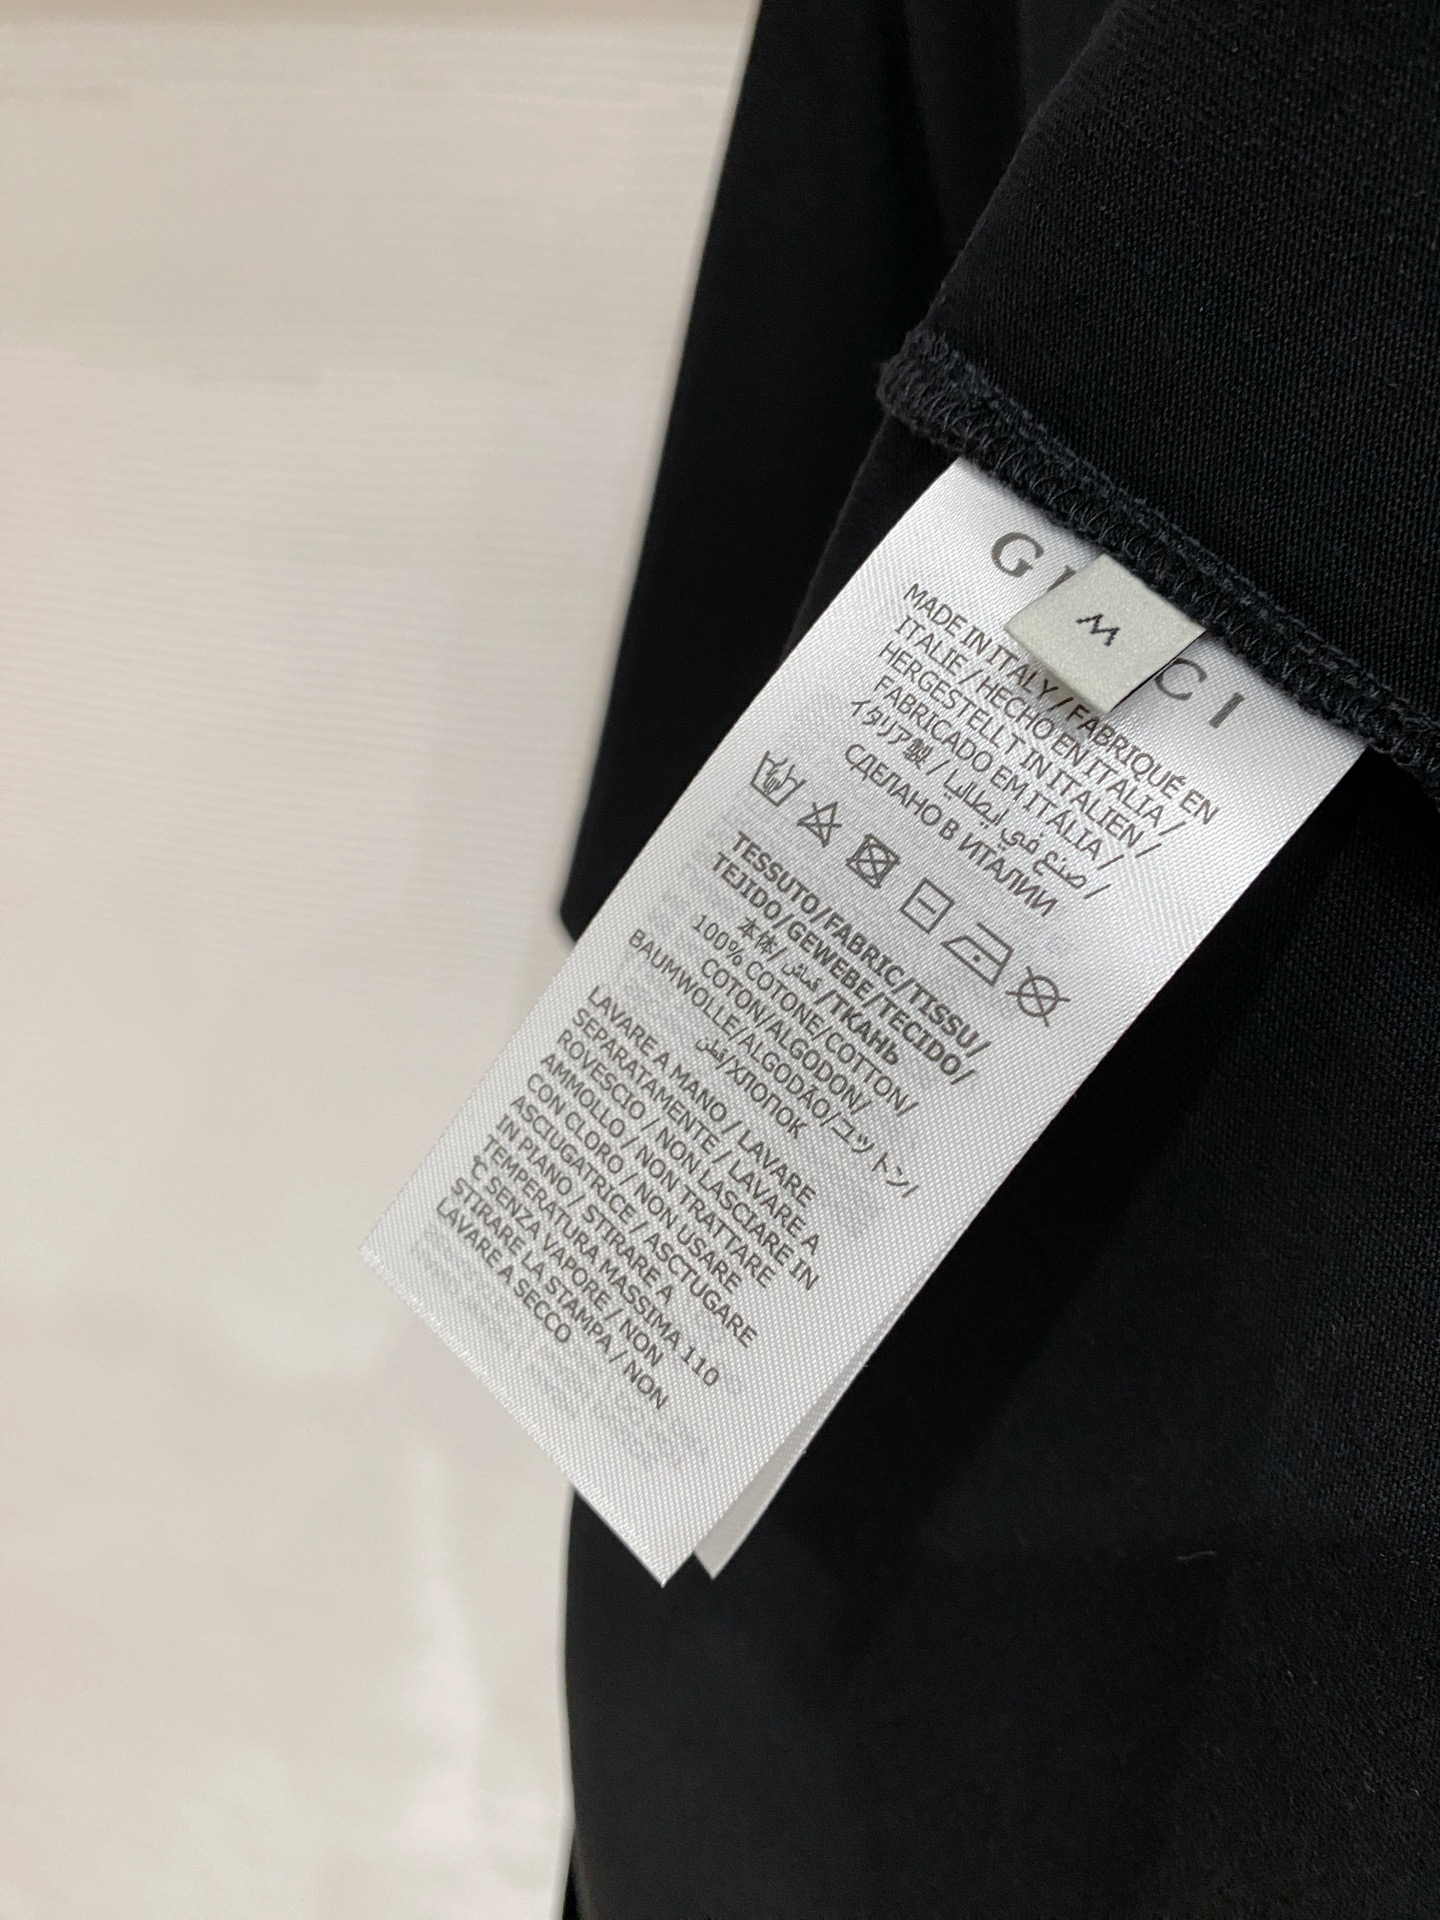 G CI
M
MADE IN ITALY / FABRIQUÉ EN
ITALIE / HECHO EN ITALIA /
HERGESTELLT IN ITALIEN /
FABRICADO EM ITÁLIA /
イタリア製 / صنع في ايطاليا /
СДЕЛАНО В ИТАЛИИ
TESSUTO/FABRIC/TISSU/
TEJIDO/GEWEBE/TECIDO/
本体/قماش/ТКАНЬ
100% COTONE/COTTON/
COTON/ALGODON/
BAUMWOLLE/ALGODÃO/コットン/
قطن/ХЛОПОК
LAVARE A MANO / LAVARE
SEPARATAMENTE / LAVARE A
ROVESCIO / NON LASCIARE IN
AMMOLLO / NON TRATTARE
CON CLORO / NON USARE
ASCIUGATRICE / ASCTUGARE
IN PIANO / STIRARE A
TEMPERATURA MASSIMA 110
℃ SENZA VAPORE / NON
STIRARE LA STAMPA / NON
LAVARE A SECCO